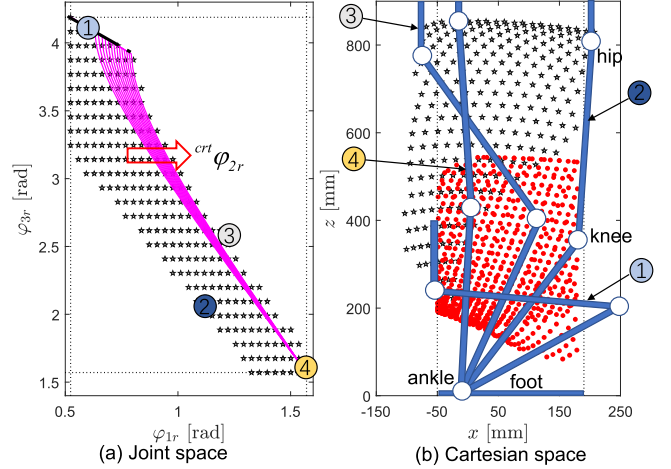 4
3.5
3
2.5
2
1.5
φ3r [rad]
1
crt φ2r
3
2
4
0.5
1
1.5
φ1r [rad]
(a) Joint space
800
600
400
200
0
z [mm]
3
hip
2
4
knee
1
ankle
foot
-150
-50
50
150
250
x [mm]
(b) Cartesian space